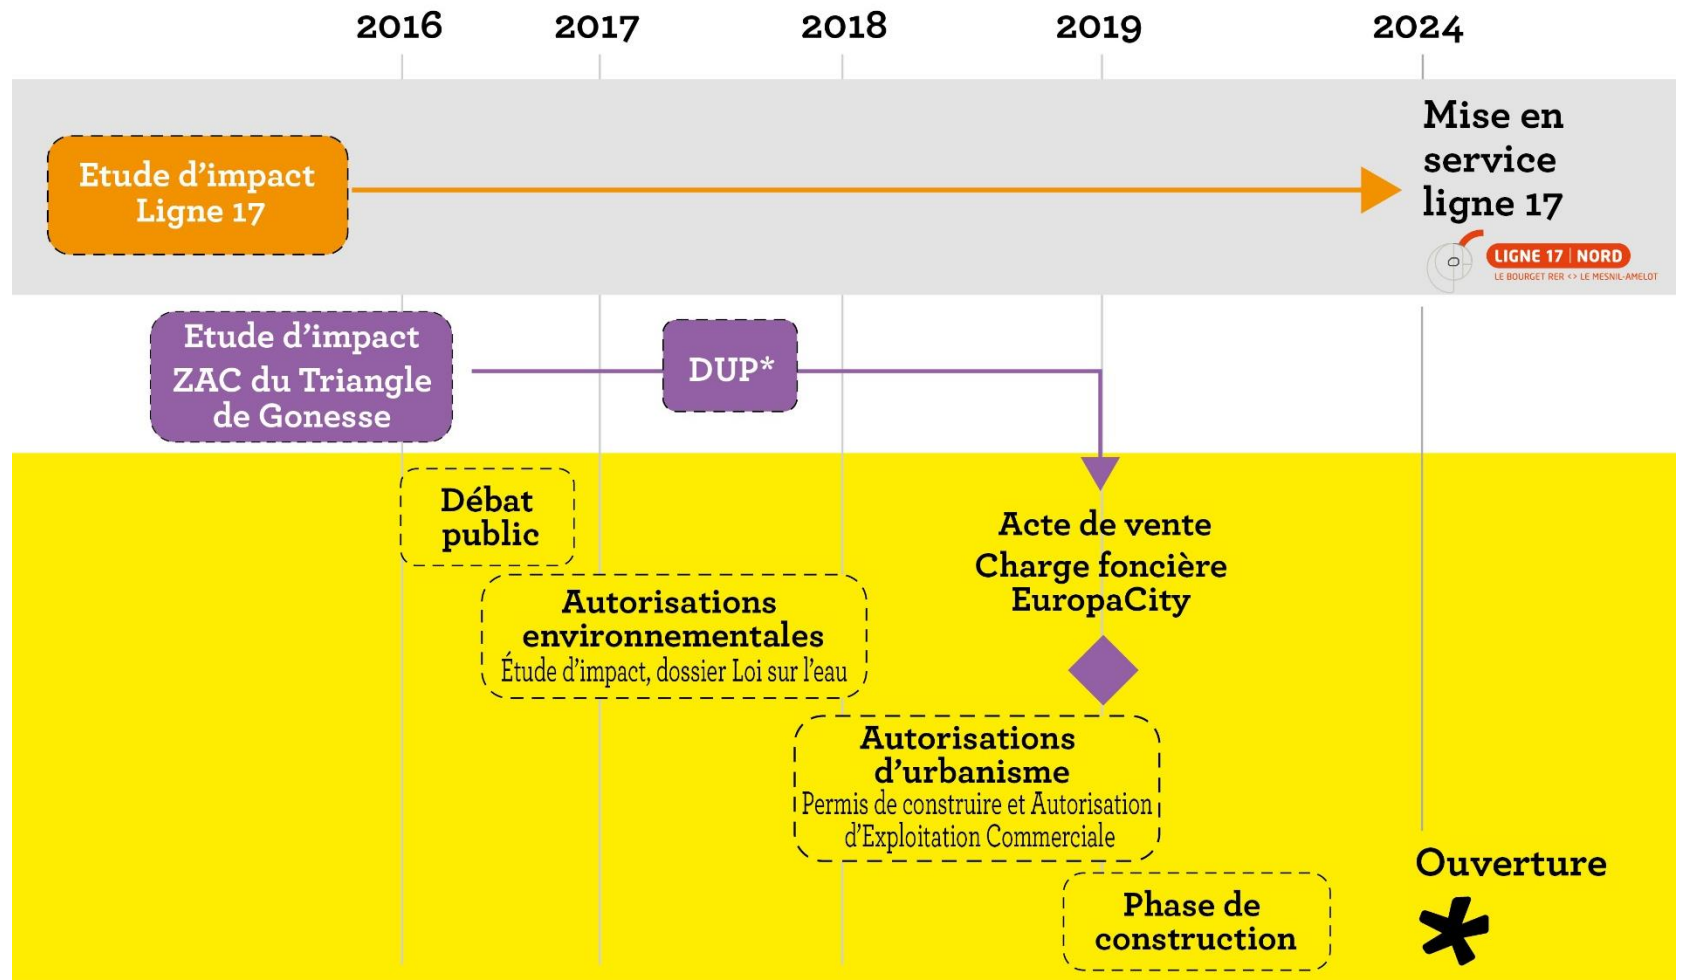 2016 2017 2018 2019 2024
Etude d'impact
Ligne 17
Mise en
service
ligne 17
LIGNE 17 | NORD
LE BOURGET RER <> LE MESNIL-AMELOT
Etude d'impact
ZAC du Triangle
de Gonesse
DUP*
Débat
public
Autorisations
environnementales
Étude d'impact, dossier Loi sur l'eau
Acte de vente
Charge foncière
EuropaCity
Autorisations
d'urbanisme
Permis de construire et Autorisation
d'Exploitation Commerciale
Phase de
construction
Ouverture